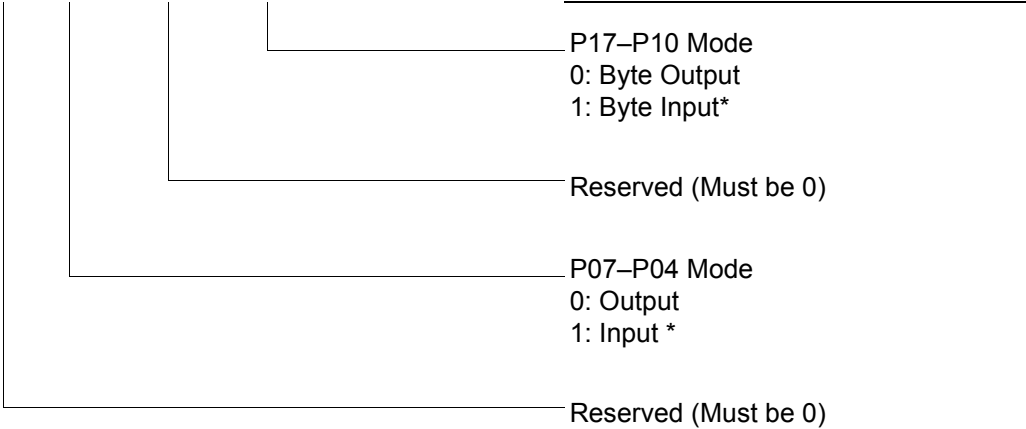 P17–P10 Mode
0: Byte Output
1: Byte Input*
Reserved (Must be 0)
P07–P04 Mode
0: Output
1: Input *
Reserved (Must be 0)